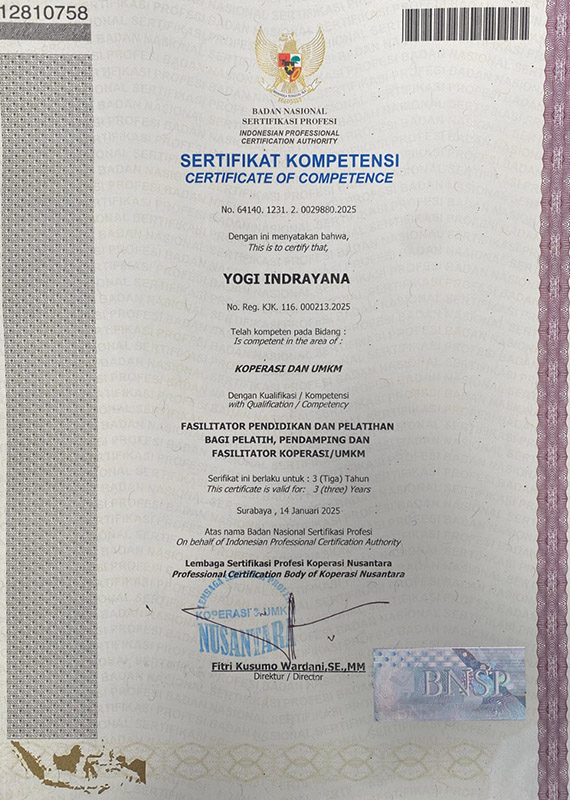 12810758
BADAN NASIONAL
SERTIFIKASI PROFESI
INDONESIAN PROFESSIONAL
CERTIFICATION AUTHORITY
SERTIFIKAT KOMPETENSI
CERTIFICATE OF COMPETENCE
No. 64140. 1231. 2. 0029880.2025
Dengan ini menyatakan bahwa,
This is to certify that,
YOGI INDRAYANA
No. Reg. KJK. 116. 000213.2025
Telah kompeten pada Bidang :
Is competent in the area of :
KOPERASI DAN UMKM
Dengan Kualifikasi / Kompetensi
with Qualification / Competency
FASILITATOR PENDIDIKAN DAN PELATIHAN
BAGI PELATIH, PENDAMPING DAN
FASILITATOR KOPERASI/UMKM
Serifikat ini berlaku untuk : 3 (Tiga) Tahun
This certificate is valid for: 3 (three) Years
Surabaya , 14 Januari 2025
Atas nama Badan Nasional Sertifikasi Profesi
On behalf of Indonesian Professional Certification Authority
Lembaga Sertifikasi Profesi Koperasi Nusantara
Professional Certification Body of Koperasi Nusantara
KOPERASI & UMK
NUSANTARA
Fitri Kusumo Wardani,SE.,MM
Direktur / Director
BNSP